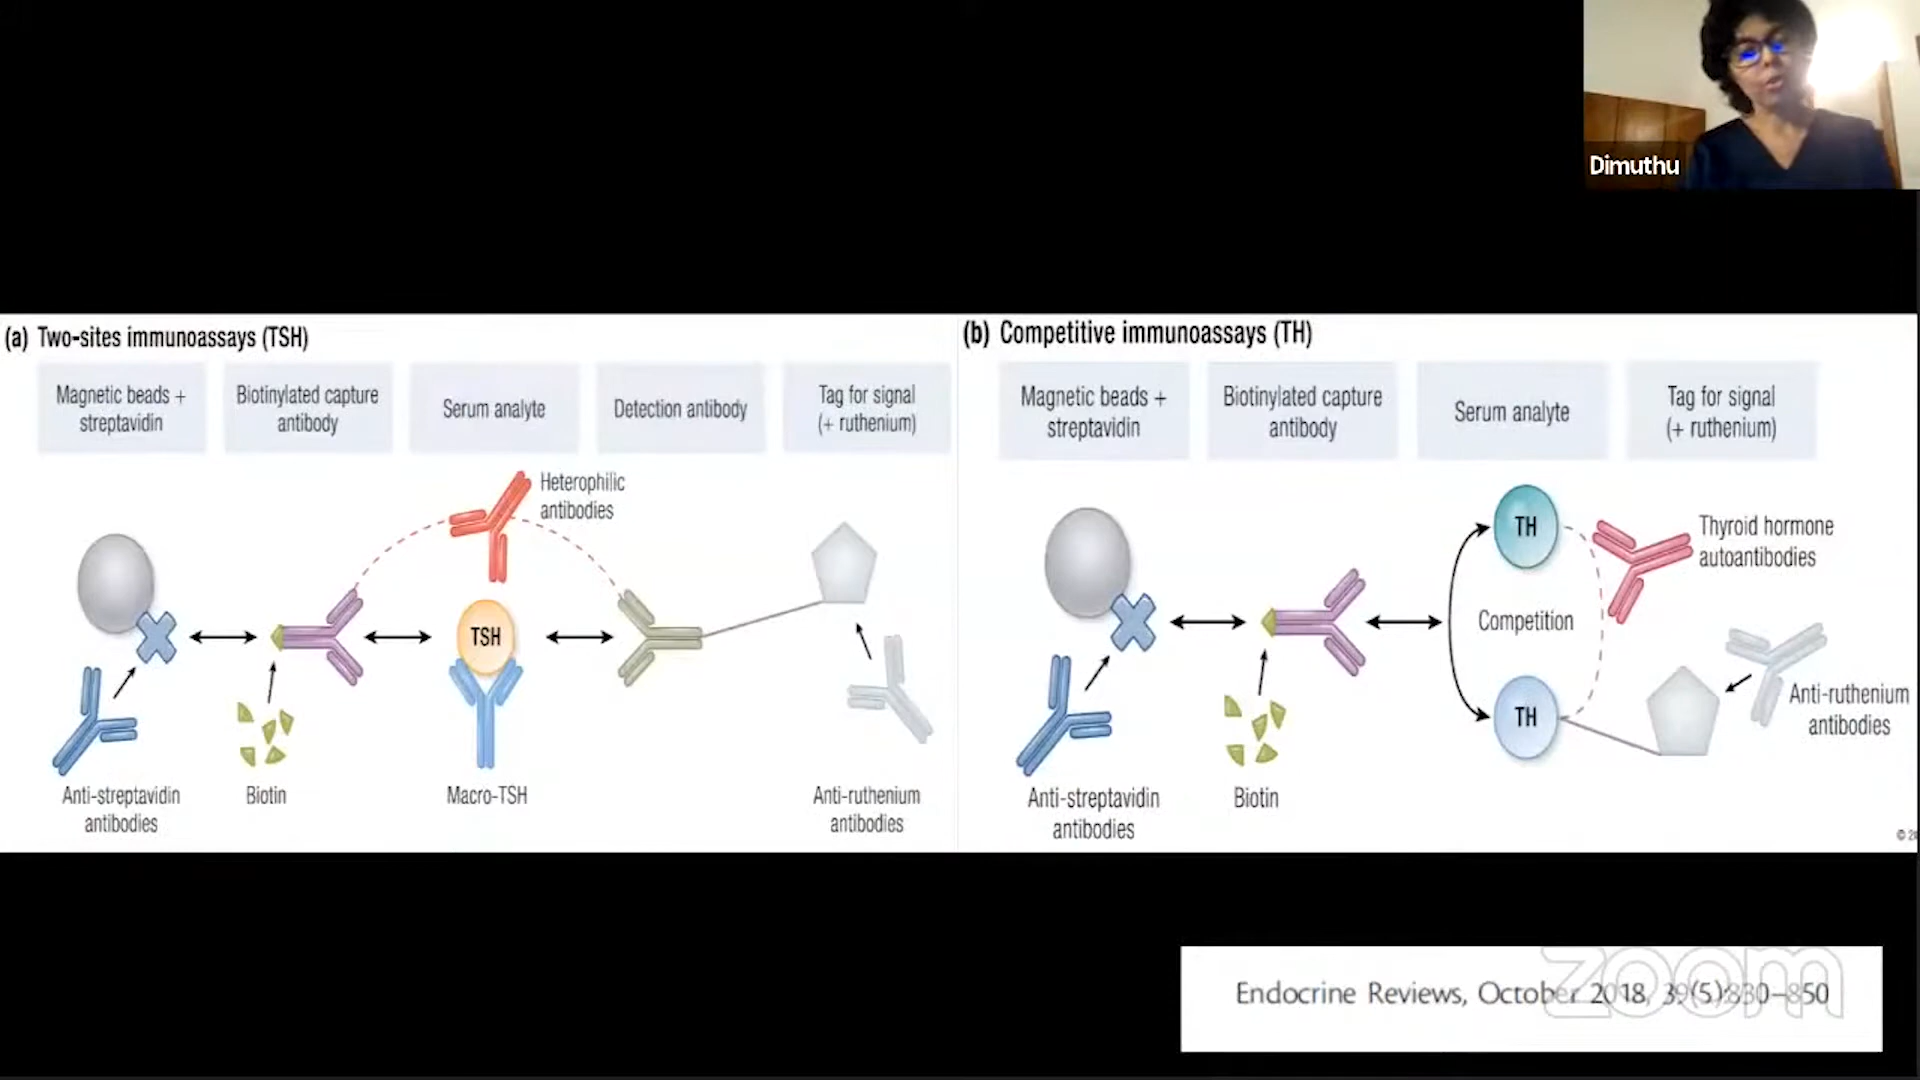 Dimuthu
(a) Two-sites immunoassays (TSH)
Magnetic beads +
streptavidin
Biotinylated capture
antibody
Serum analyte
Detection antibody
Tag for signal
(+ ruthenium)
Heterophilic
antibodies
TSH
Anti-streptavidin
antibodies
Biotin
Macro-TSH
Anti-ruthenium
antibodies
(b) Competitive immunoassays (TH)
Magnetic beads +
streptavidin
Biotinylated capture
antibody
Serum analyte
Tag for signal
(+ ruthenium)
TH
Thyroid hormone
autoantibodies
Competition
TH
Anti-ruthenium
antibodies
Anti-streptavidin
antibodies
Biotin
©
Endocrine Reviews, October 2018, 39(5):830–850
zoom